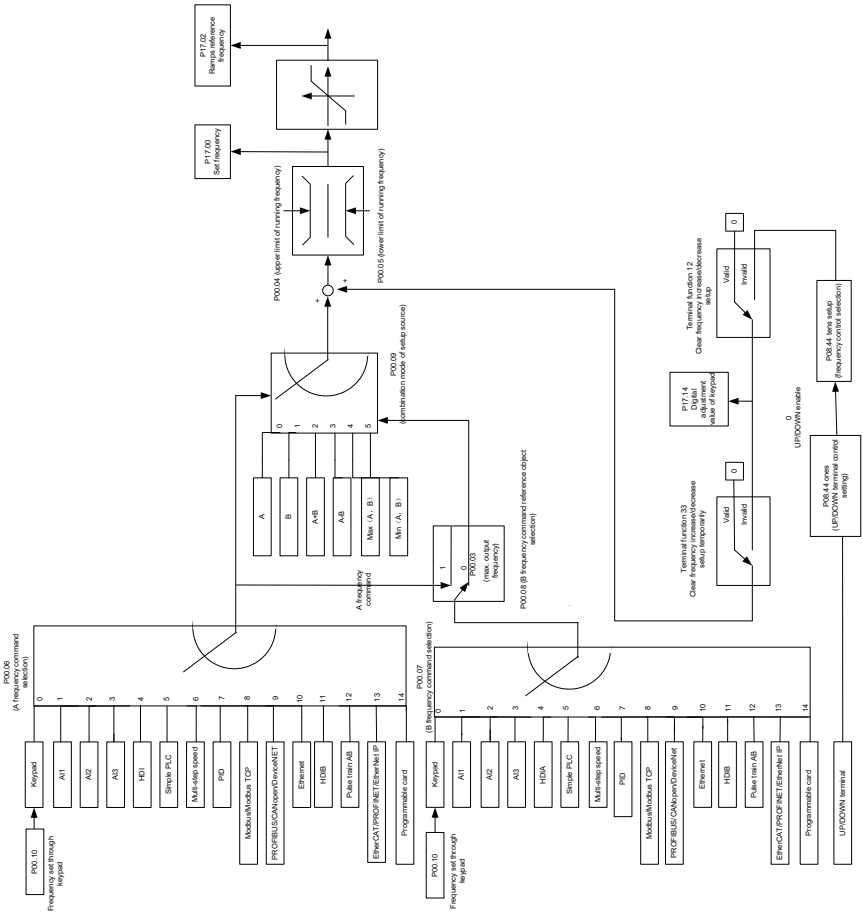 P17.02
Ramps reference
frequency
P17.00
Set frequency
P00.04 (upper limit of running frequency)
P00.05 (lower limit of running frequency)
+
+
P00.09
(combination mode of setup source)
0
1
2
3
4
5
A
B
A+B
A-B
Max（A，B）
Min（A，B）
A frequency
command
1
0
P00.03
(max. output
frequency)
P00.08 (B frequency command reference object
selection)
P00.06
(A frequency command
selection)
0
1
2
3
4
5
6
7
8
9
10
11
12
13
14
Keypad
AI1
AI2
AI3
HDI
Simple PLC
Multi-step speed
PID
Modbus/Modbus TCP
PROFIBUS/CANopen/DeviceNET
Ethernet
HDIB
Pulse train AB
EtherCAT/PROFINET/EtherNet IP
Programmable card
P00.10
Frequency set through
keypad
P00.07
(B frequency command selection)
0
1
2
3
4
5
6
7
8
9
10
11
12
13
14
Keypad
AI1
AI2
AI3
HDIA
Simple PLC
Multi-step speed
PID
Modbus/Modbus TCP
PROFIBUS/CANopen/DeviceNet
Ethernet
HDIB
Pulse train AB
EtherCAT/PROFINET/EtherNet IP
Programmable card
P00.10
Frequency set through
keypad
UP/DOWN terminal
P08.44 ones
(UP/DOWN terminal control
setting)
0
UP/DOWN enable
P08.44 tens setup
(frequency control selection)
Terminal function 12
Clear frequency increase/decrease
setup
Valid
Invalid
0
P17.14
Digital
adjustment
value of keypad
Terminal function 33
Clear frequency increase/decrease
setup temporarily
Valid
Invalid
0